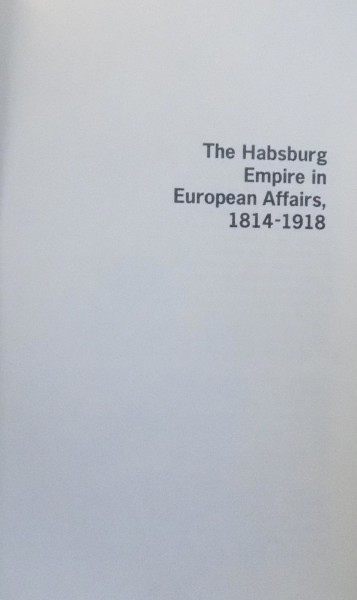 The Habsburg
Empire in
European Affairs,
1814-1918